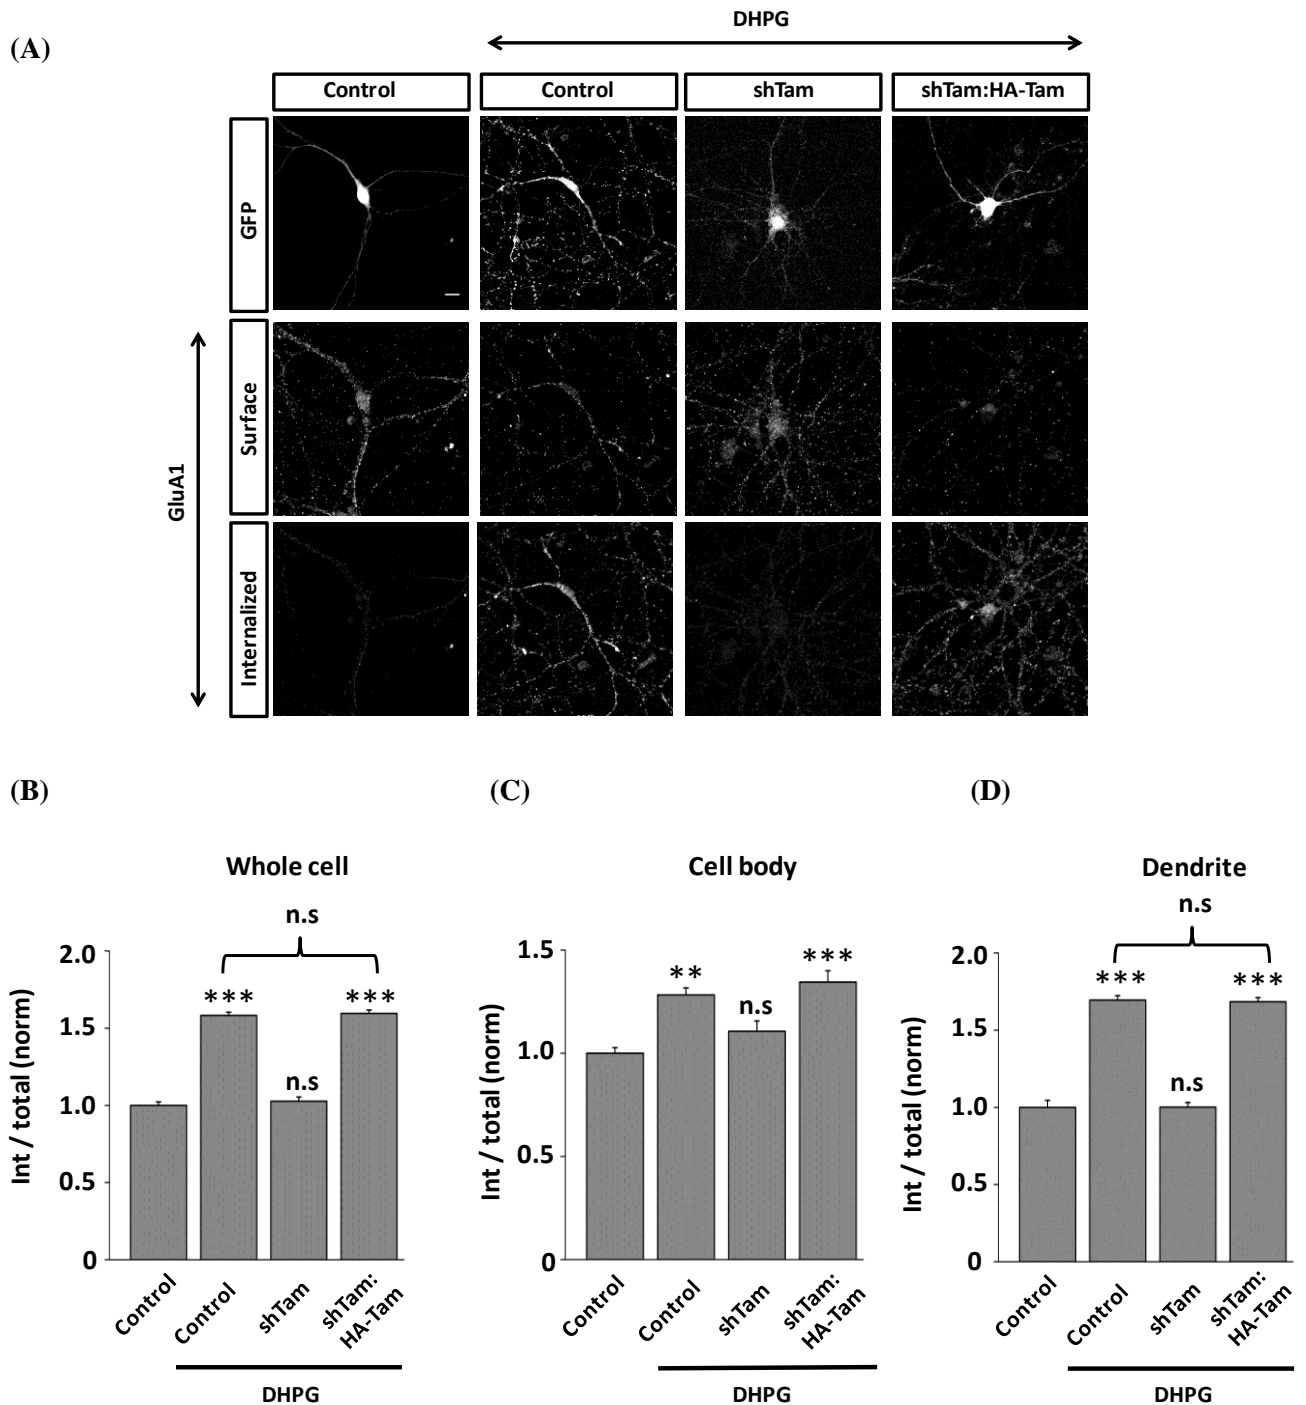 DHPG
(A)
Control
Control
shTam
shTam:HA-Tam
GFP
GluA1
Surface
Internalized
(B)
(C)
(D)
Whole cell
n.s
2.0
***
***
1.5
n.s
1.0
0.5
0
Int / total (norm)
Control
Control
shTam
shTam:
HA-Tam
DHPG
Cell body
1.5
***
**
n.s
1.0
0.5
0
Int / total (norm)
Control
Control
shTam
shTam:
HA-Tam
DHPG
Dendrite
n.s
2.0
***
***
1.5
n.s
1.0
0.5
0
Int / total (norm)
Control
Control
shTam
shTam:
HA-Tam
DHPG